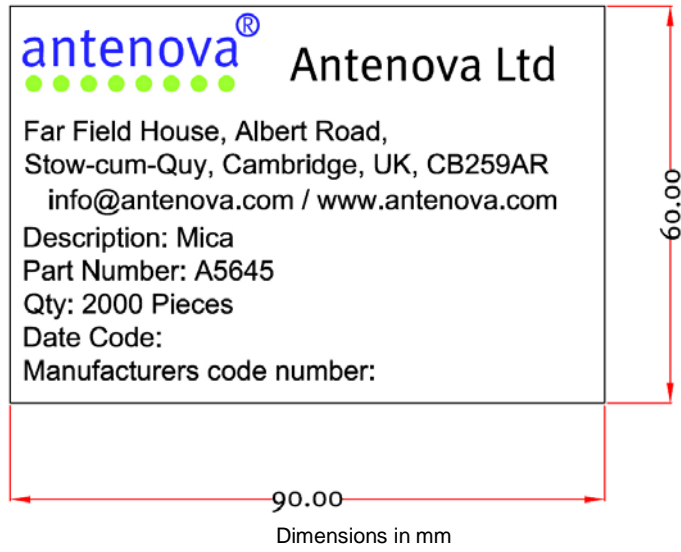 antenova®
Antenova Ltd
Far Field House, Albert Road,
Stow-cum-Quy, Cambridge, UK, CB259AR
info@antenova.com / www.antenova.com
Description: Mica
Part Number: A5645
Qty: 2000 Pieces
Date Code:
Manufacturers code number:
60.00
90.00
Dimensions in mm